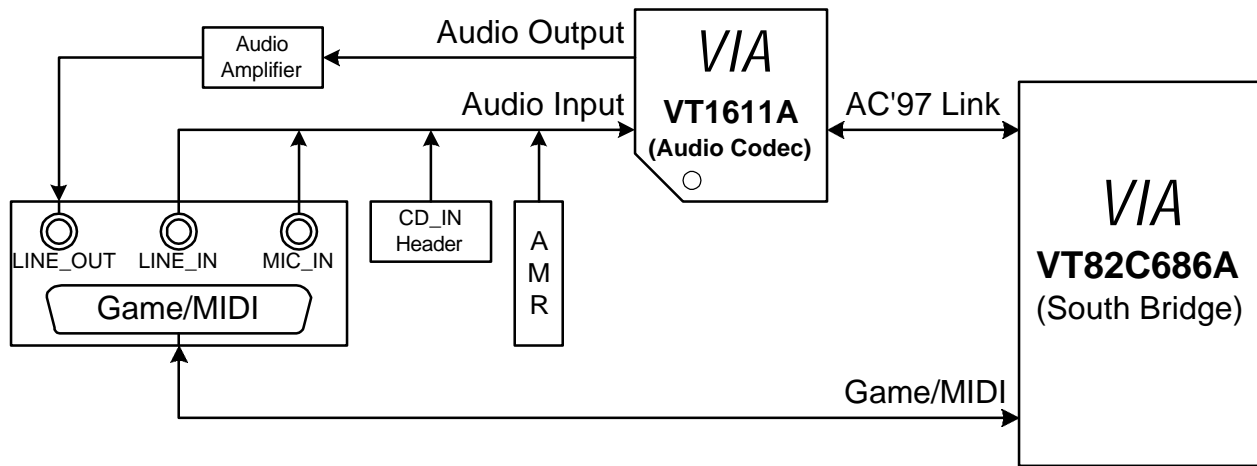 Audio Output
Audio
Amplifier
VIA
VT1611A
(Audio Codec)
Audio Input
AC'97 Link
CD_IN
Header
A
M
R
LINE_OUT
LINE_IN
MIC_IN
Game/MIDI
VIA
VT82C686A
(South Bridge)
Game/MIDI